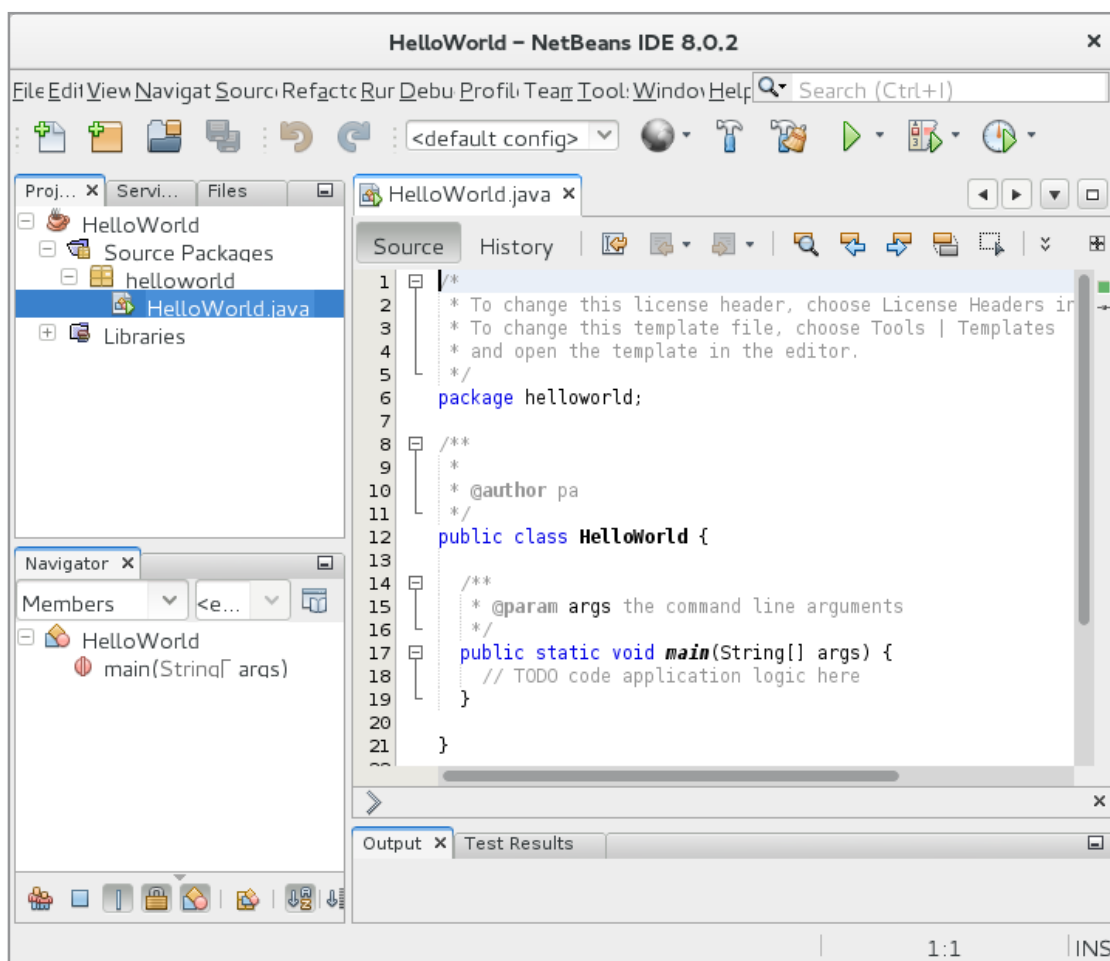 HelloWorld – NetBeans IDE 8.0.2
File Edit View Navigat Sourc Refact Rur Debu Profil Tear Tool: Windo Help Search (Ctrl+I)
<default config>
Proj... Servi... Files
HelloWorld
Source Packages
helloworld
HelloWorld.java
Libraries
Navigator
Members <e...
HelloWorld
main(String[ args)
HelloWorld.java
Source History
1 /*
2 * To change this license header, choose License Headers in
3 * To change this template file, choose Tools | Templates
4 * and open the template in the editor.
5 */
6 package helloworld;
7
8 /**
9 *
10 * @author pa
11 */
12 public class HelloWorld {
13
14 /**
15 * @param args the command line arguments
16 */
17 public static void main(String[] args) {
18 // TODO code application logic here
19 }
20
21 }
Output Test Results
1:1 INS